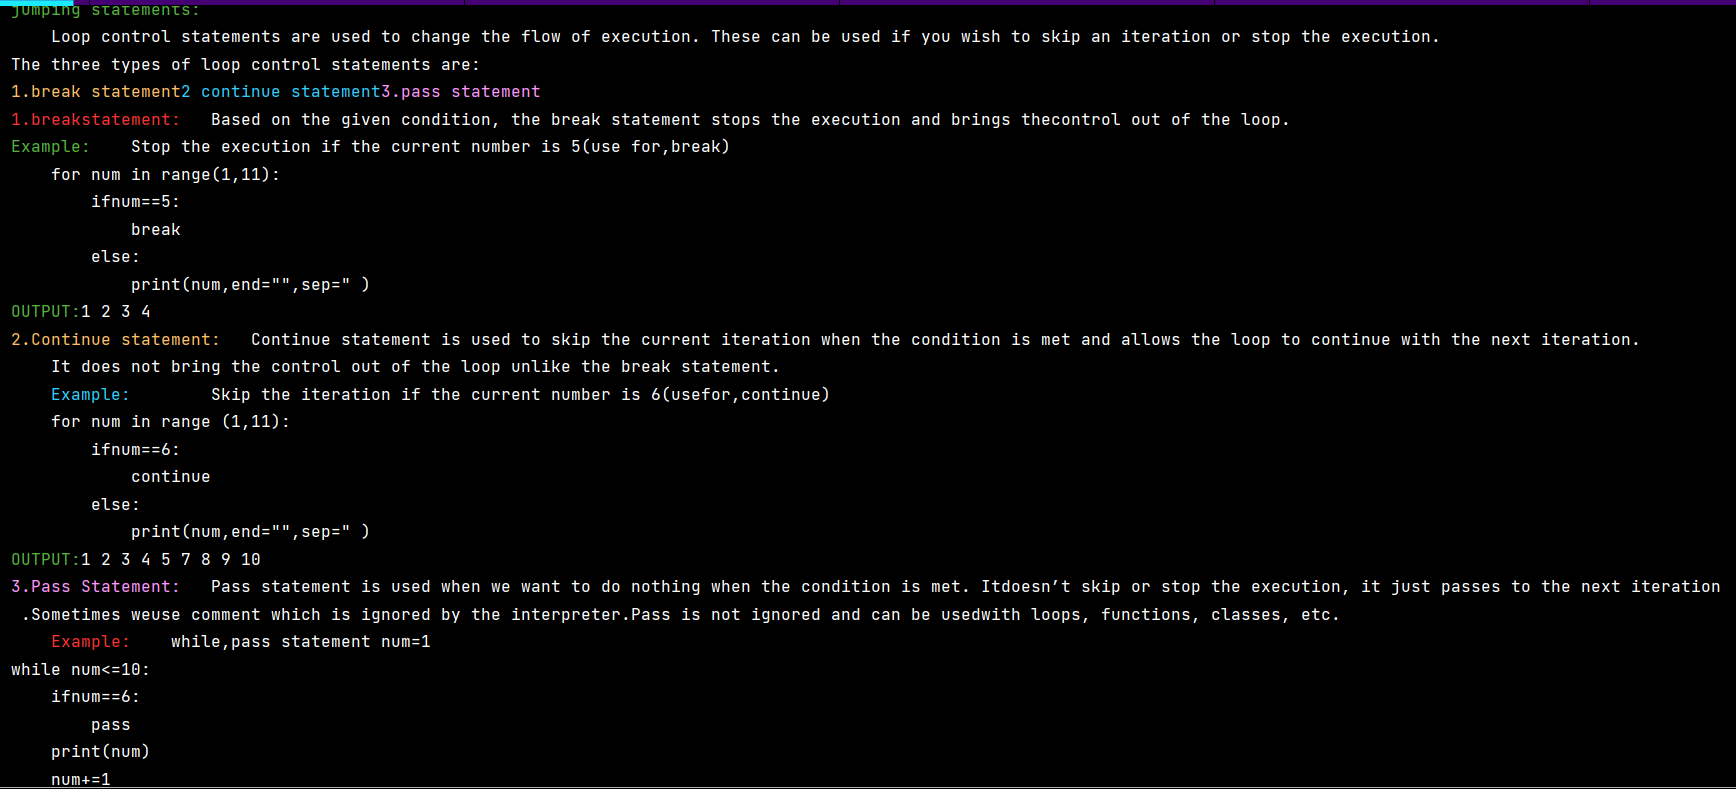 jumping statements:
Loop control statements are used to change the flow of execution. These can be used if you wish to skip an iteration or stop the execution.
The three types of loop control statements are:
1.break statement2 continue statement3.pass statement
1.breakstatement: Based on the given condition, the break statement stops the execution and brings thecontrol out of the loop.
Example: Stop the execution if the current number is 5(use for,break)
for num in range(1,11):
ifnum==5:
break
else:
print(num,end="",sep=" )
OUTPUT:1 2 3 4
2.Continue statement: Continue statement is used to skip the current iteration when the condition is met and allows the loop to continue with the next iteration.
It does not bring the control out of the loop unlike the break statement.
Example: Skip the iteration if the current number is 6(usefor,continue)
for num in range (1,11):
ifnum==6:
continue
else:
print(num,end="",sep=" )
OUTPUT:1 2 3 4 5 7 8 9 10
3.Pass Statement: Pass statement is used when we want to do nothing when the condition is met. Itdoesn’t skip or stop the execution, it just passes to the next iteration
.Sometimes weuse comment which is ignored by the interpreter.Pass is not ignored and can be usedwith loops, functions, classes, etc.
Example: while,pass statement num=1
while num<=10:
ifnum==6:
pass
print(num)
num+=1